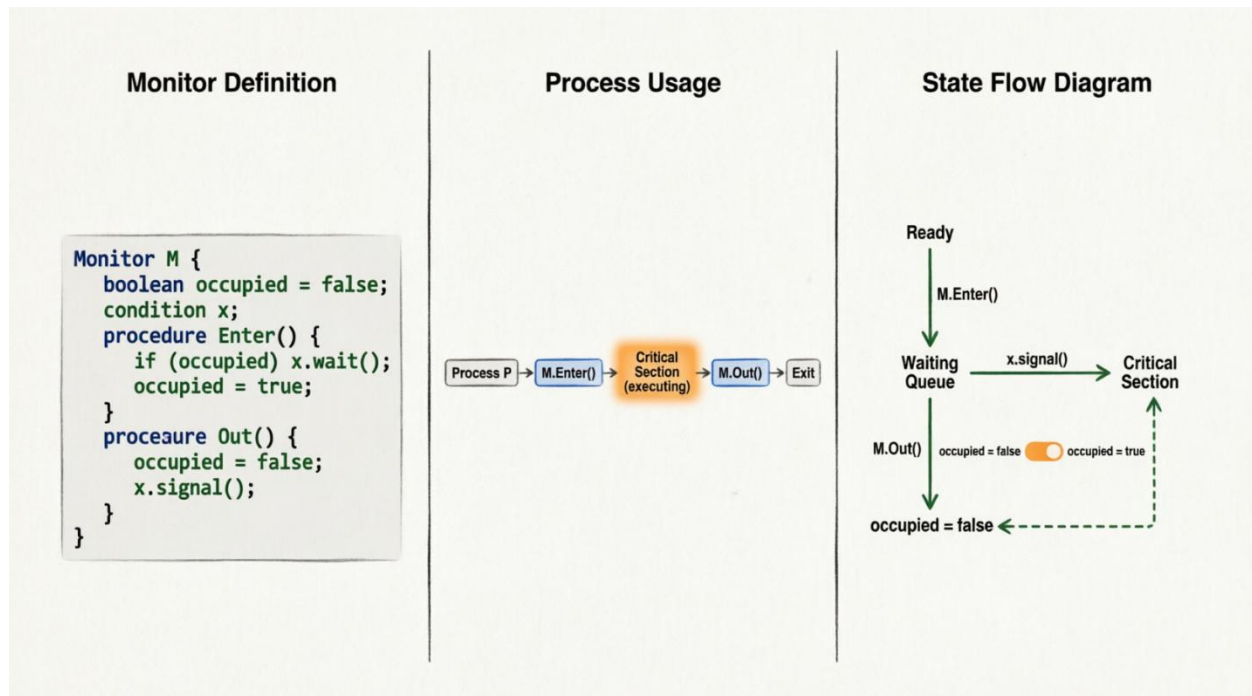 Monitor Definition
Monitor M {
boolean occupied = false;
condition x;
procedure Enter() {
if (occupied) x.wait();
occupied = true;
}
proceaure Out() {
occupied = false;
x.signal();
}
}
Process Usage
Process P
M.Enter()
Critical
Section
(executing)
M.Out()
Exit
State Flow Diagram
Ready
M.Enter()
Waiting
Queue
x.signal()
Critical
Section
M.Out()
occupied = false
occupied = true
occupied = false